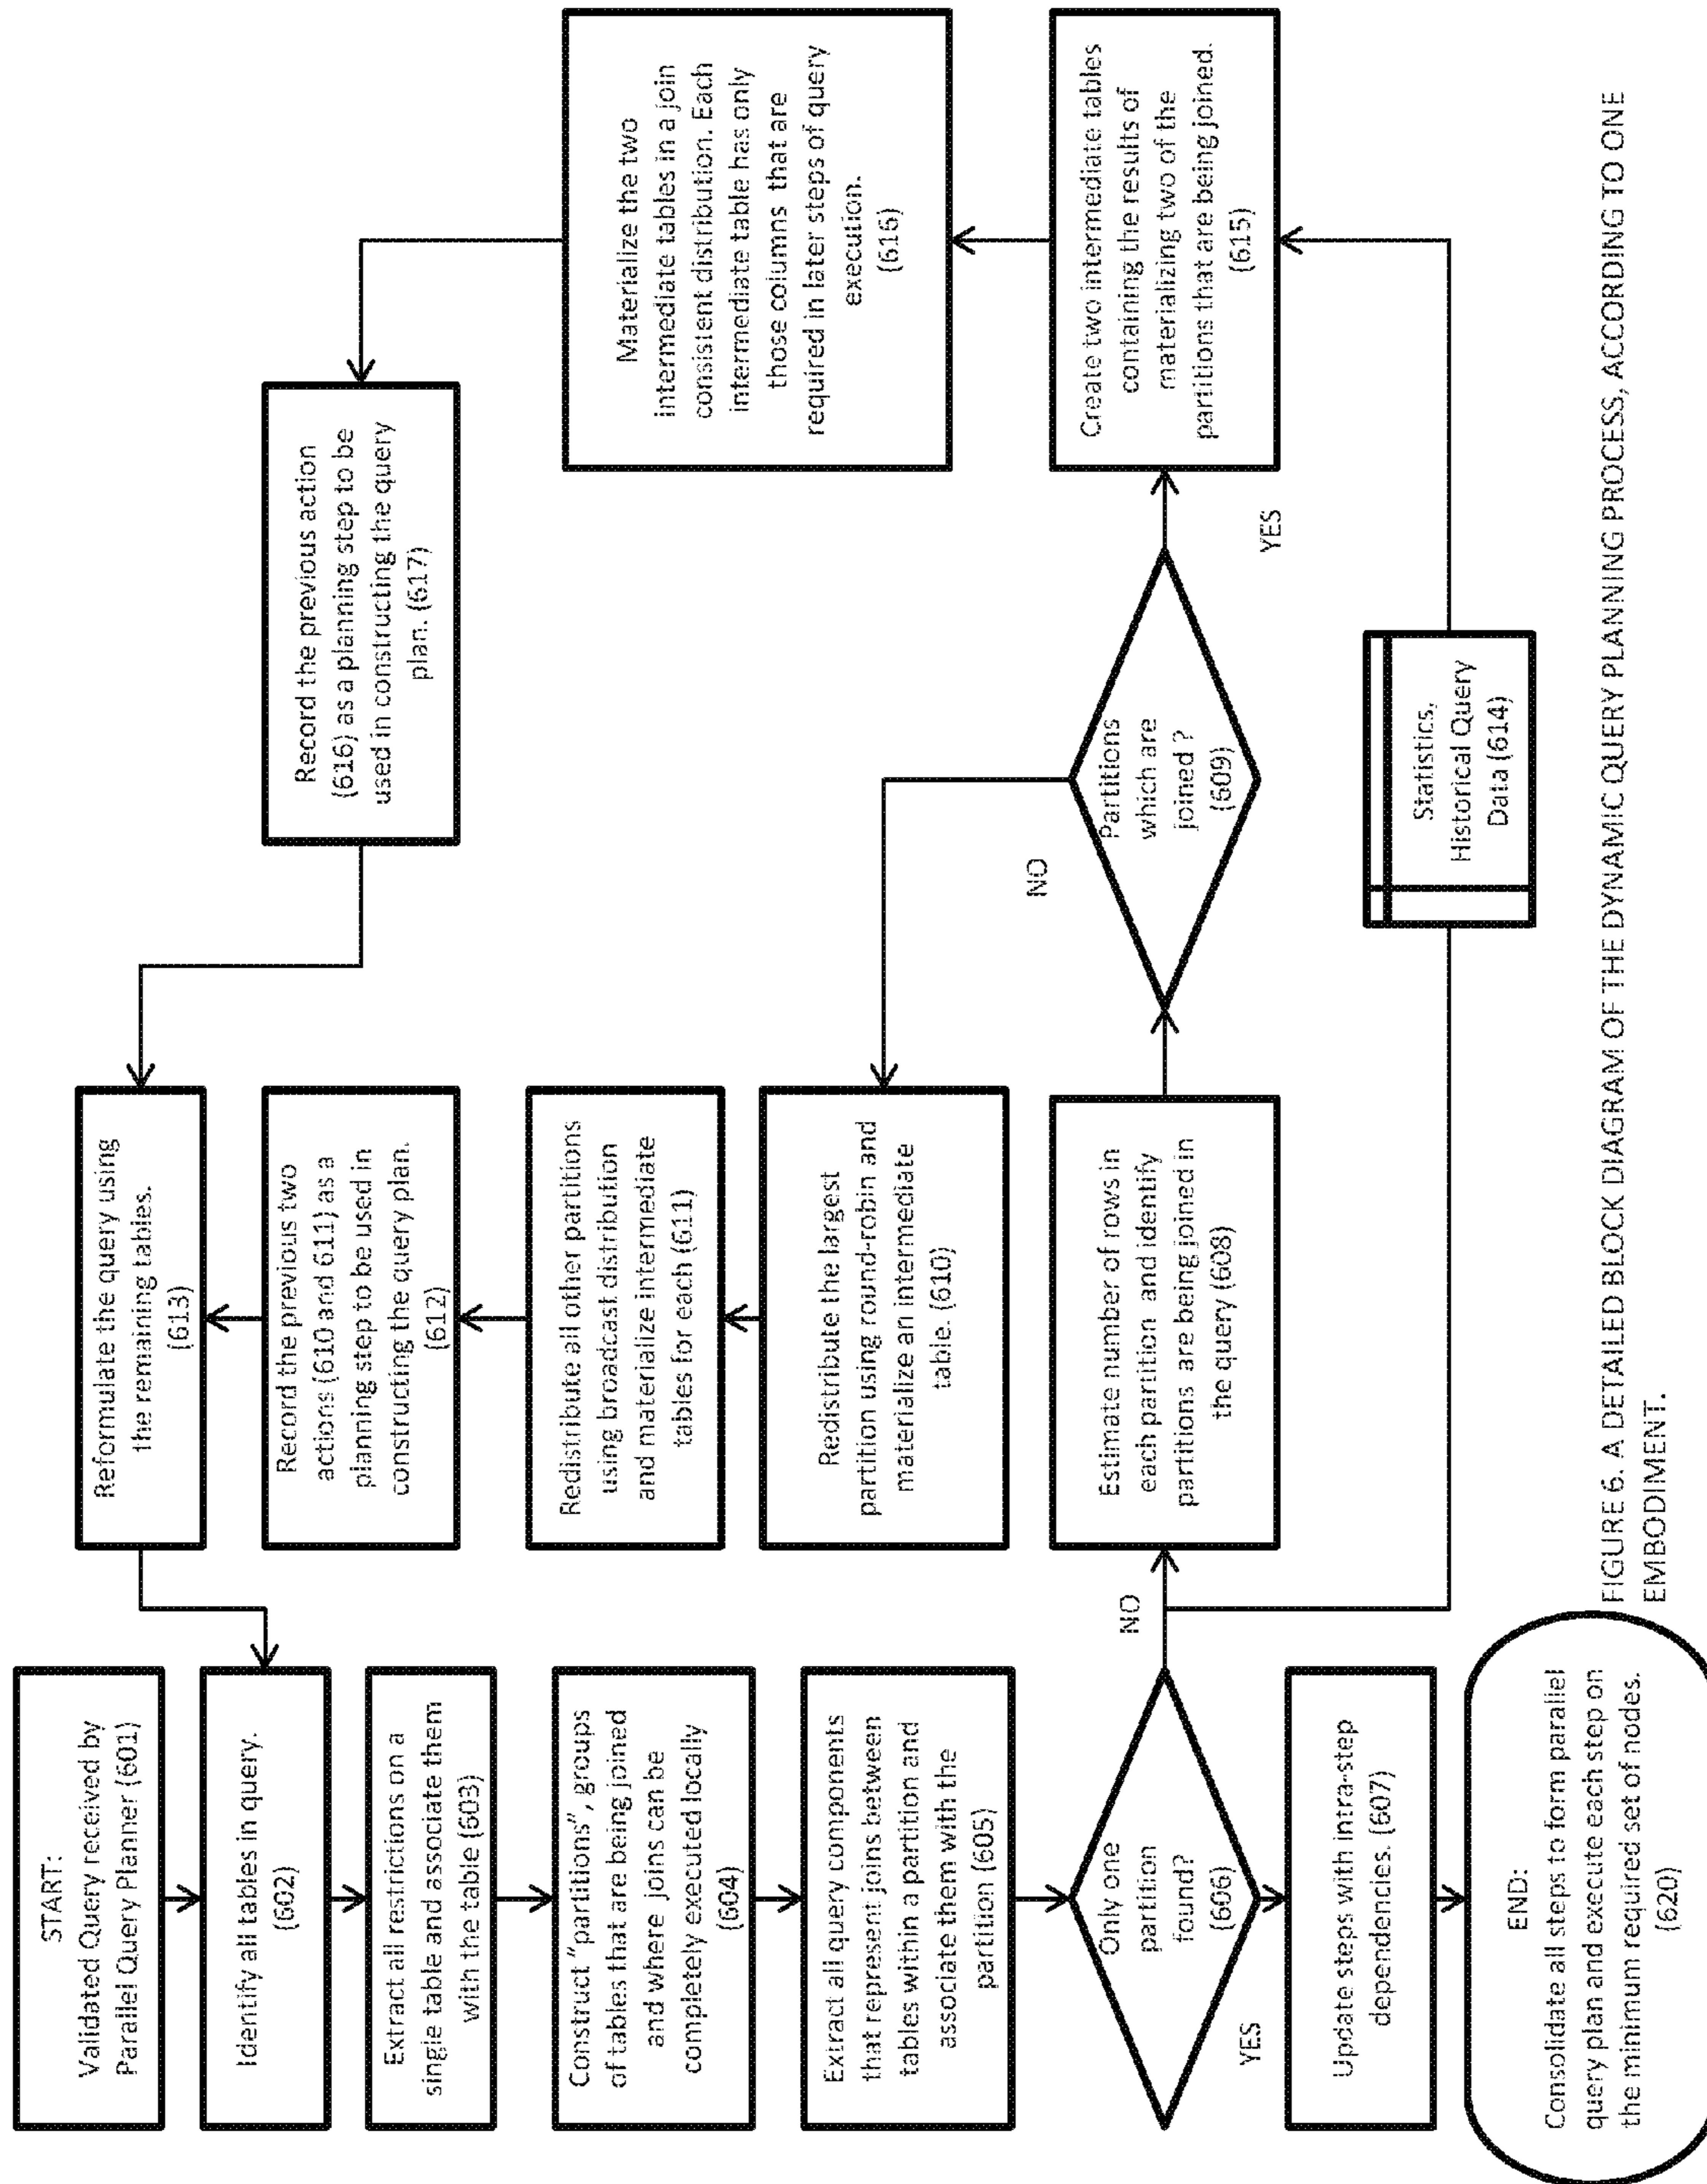 START:
Validated Query received by
Parallel Query Planner (601)
Identify all tables in query.
(602)
Extract all restrictions on a
single table and associate them
with the table (603)
Construct "partitions", groups
of tables that are being joined
and where joins can be
completely executed locally
(604)
Extract all query components
that represent joins between
tables within a partition and
associate them with the
partition (605)
Only one
partition
found?
(606)
YES
NO
Update steps with intra-step
dependencies. (607)
END:
Consolidate all steps to form parallel
query plan and execute each step on
the minimum required set of nodes.
(620)
Reformulate the query using
the remaining tables.
(613)
Record the previous two
actions (610 and 611) as a
planning step to be used in
constructing the query plan.
(612)
Redistribute all other partitions
using broadcast distribution
and materialize intermediate
tables for each (611)
Redistribute the largest
partition using round-robin and
materialize an intermediate
table. (610)
Estimate number of rows in
each partition and identify
partitions are being joined in
the query (608)
NO
Partitions
which are
joined ?
(609)
YES
Statistics,
Historical Query
Data (614)
Record the previous action
(616) as a planning step to be
used in constructing the query
plan. (617)
Materialize the two
intermediate tables in a join
consistent distribution. Each
intermediate table has only
those columns that are
required in later steps of query
execution.
(616)
Create two intermediate tables
containing the results of
materializing two of the
partitions that are being joined.
(615)
FIGURE 6. A DETAILED BLOCK DIAGRAM OF THE DYNAMIC QUERY PLANNING PROCESS, ACCORDING TO ONE
EMBODIMENT.